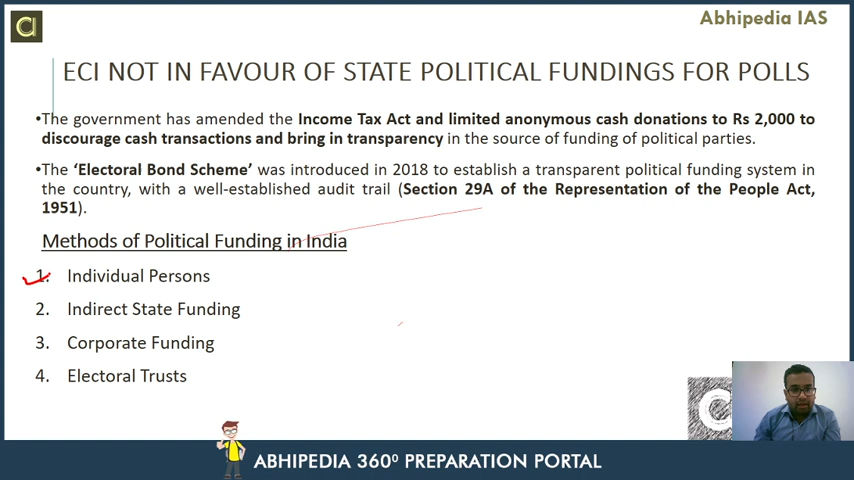 Abhipedia IAS
ECI NOT IN FAVOUR OF STATE POLITICAL FUNDINGS FOR POLLS
•The government has amended the Income Tax Act and limited anonymous cash donations to Rs 2,000 to
discourage cash transactions and bring in transparency in the source of funding of political parties.
•The ‘Electoral Bond Scheme’ was introduced in 2018 to establish a transparent political funding system in
the country, with a well-established audit trail (Section 29A of the Representation of the People Act,
1951).
Methods of Political Funding in India
1. Individual Persons
2. Indirect State Funding
3. Corporate Funding
4. Electoral Trusts
ABHIPEDIA 360⁰ PREPARATION PORTAL